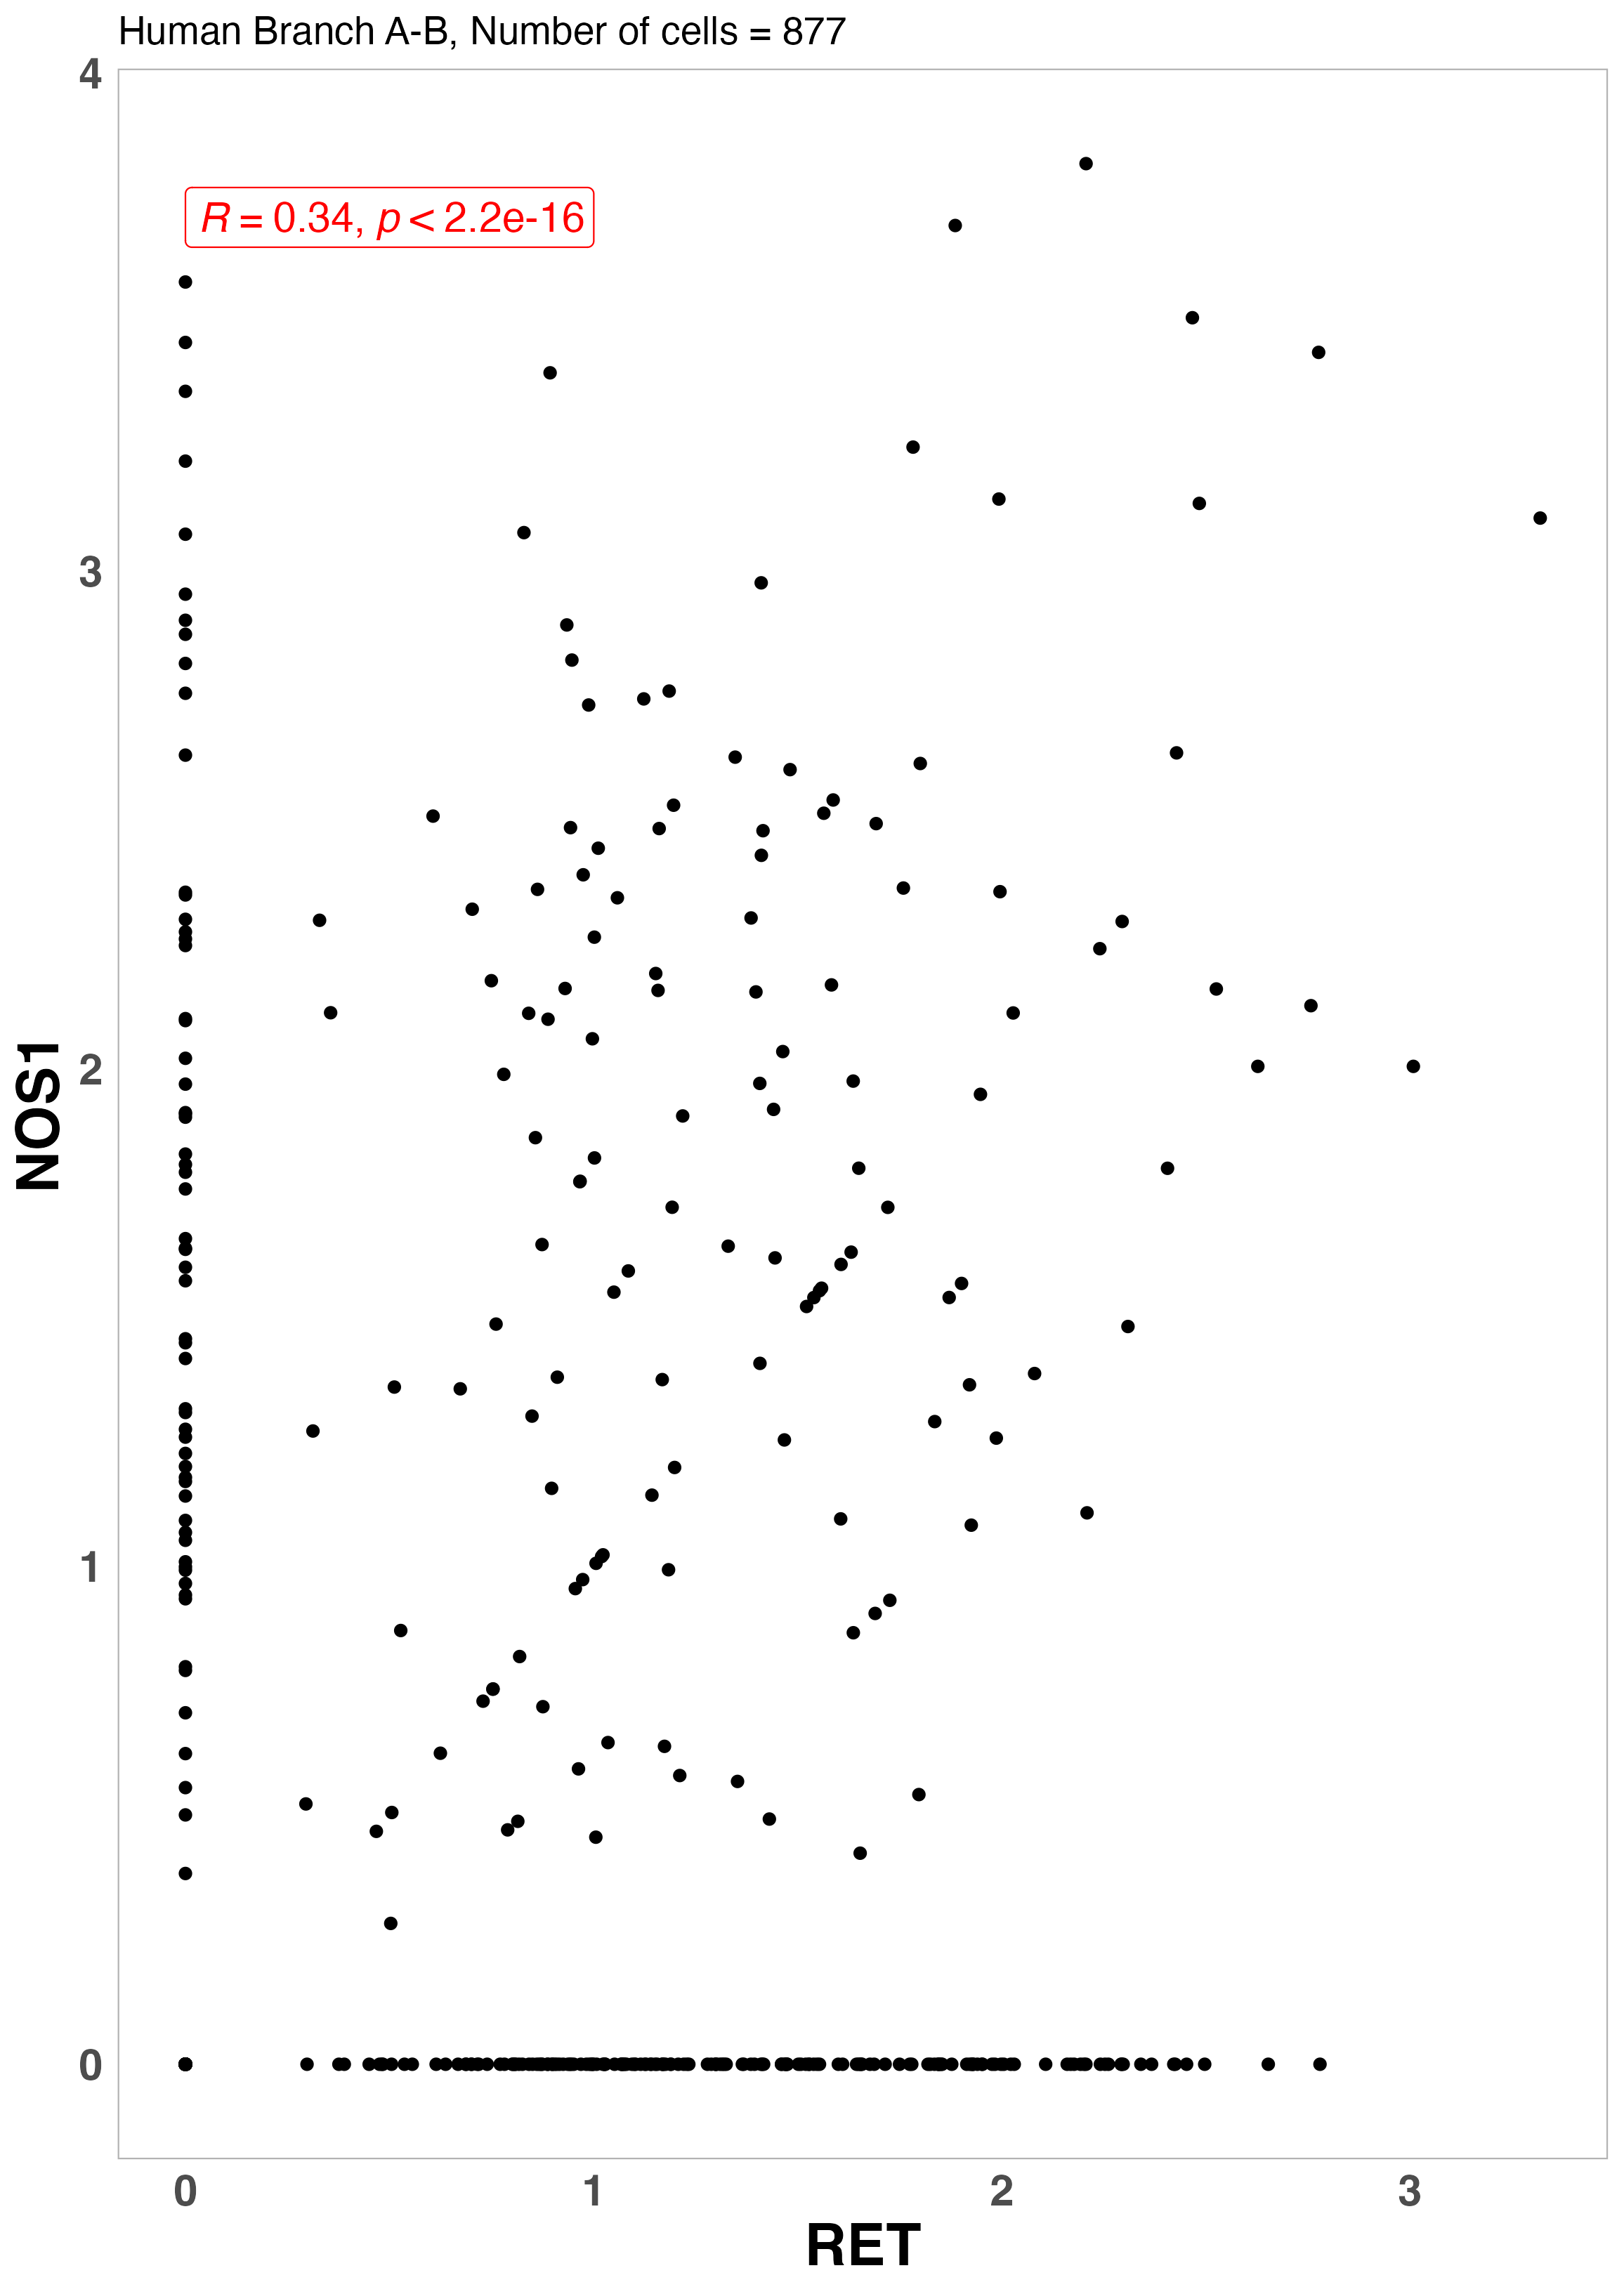 Human Branch A-B, Number of cells = 877
4
R = 0.34, p < 2.2e-16
3
NOS1
2
1
0
0 1 2 3
RET